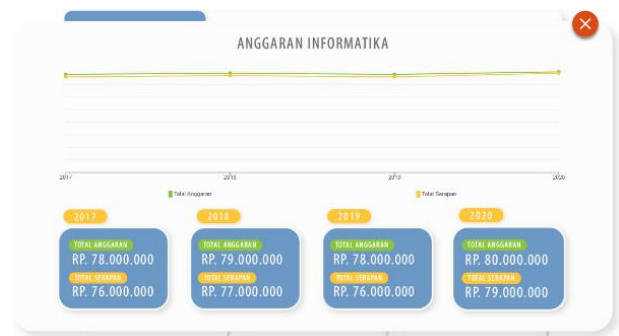 ANGGARAN INFORMATIKA
2017 2018 2019 2020
Total Anggaran Total Serapan
2017
TOTAL ANGGARAN
RP. 78.000.000
TOTAL SERAPAN
RP. 76.000.000
2018
TOTAL ANGGARAN
RP. 79.000.000
TOTAL SERAPAN
RP. 77.000.000
2019
TOTAL ANGGARAN
RP. 78.000.000
TOTAL SERAPAN
RP. 76.000.000
2020
TOTAL ANGGARAN
RP. 80.000.000
TOTAL SERAPAN
RP. 79.000.000